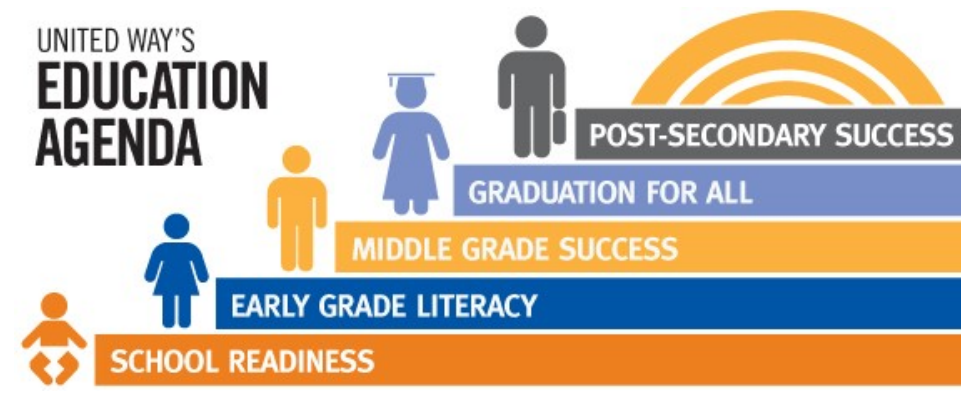 UNITED WAY'S
EDUCATION
AGENDA
POST-SECONDARY SUCCESS
GRADUATION FOR ALL
MIDDLE GRADE SUCCESS
EARLY GRADE LITERACY
SCHOOL READINESS